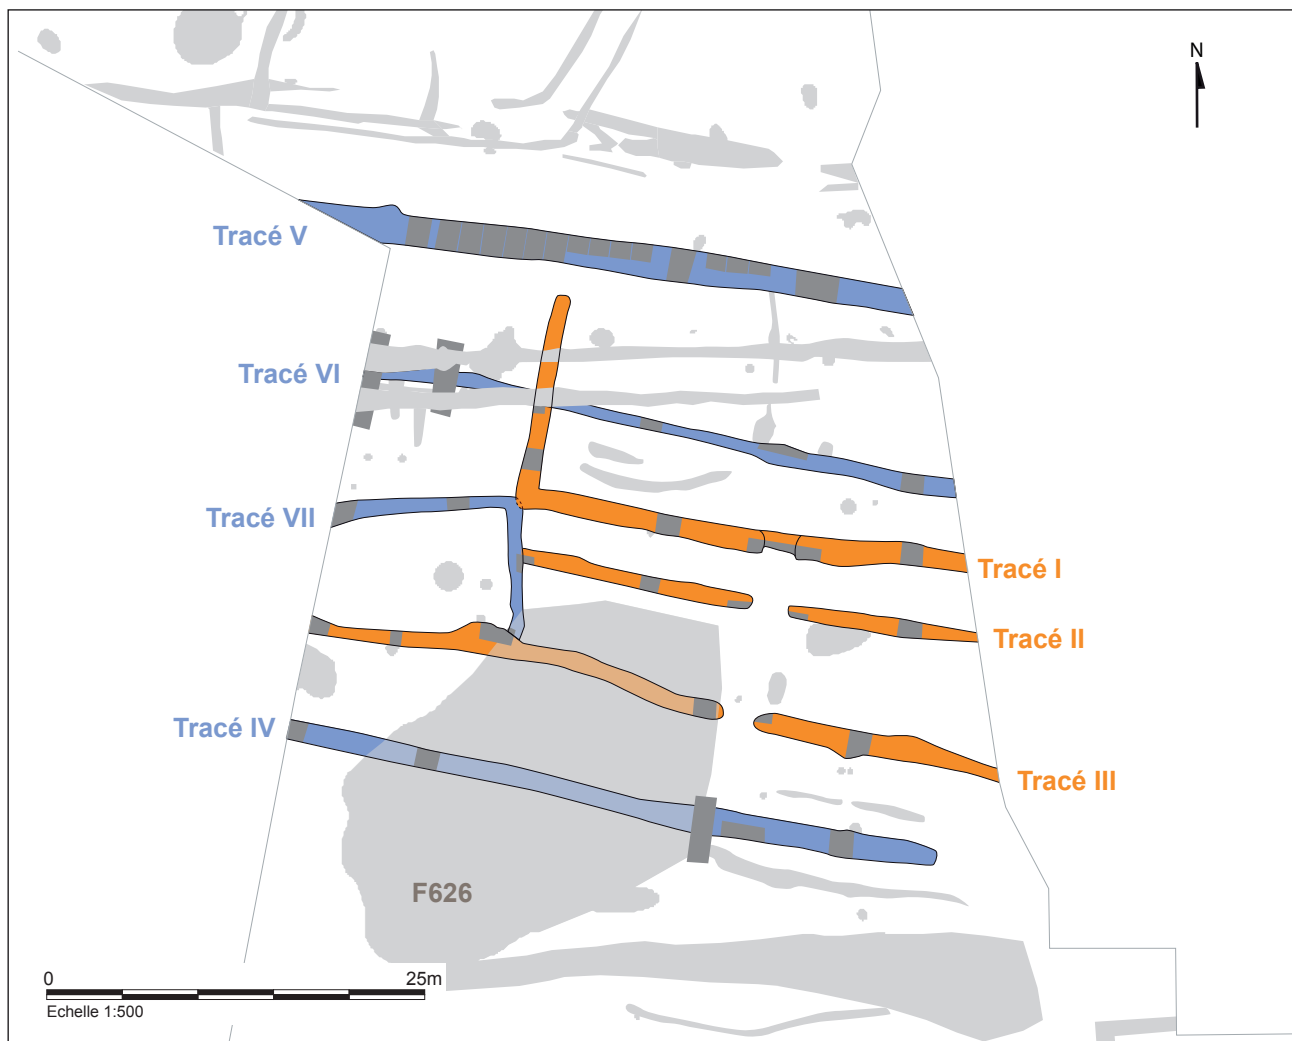 N
Tracé V
Tracé VI
Tracé VII
Tracé I
Tracé II
Tracé IV
Tracé III
F626
0 25m
Echelle 1:500